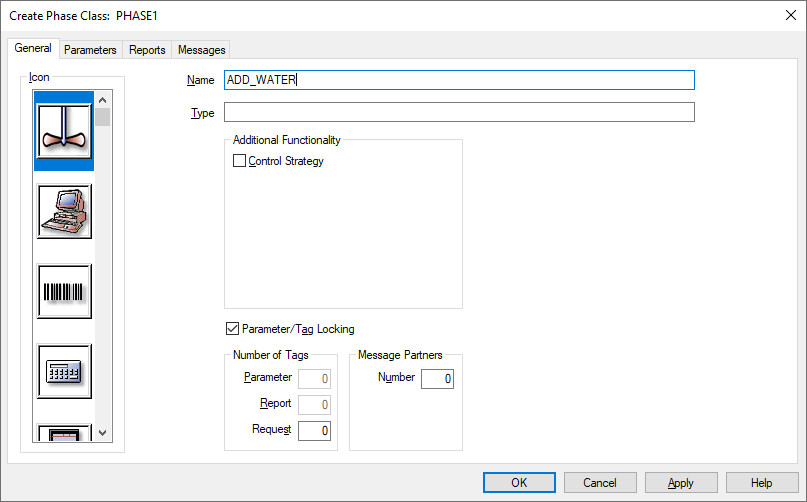 Create Phase Class: PHASE1
General Parameters Reports Messages
Icon
Name ADD_WATER
Type
Additional Functionality
Control Strategy
Parameter/Tag Locking
Number of Tags
Parameter 0
Report 0
Request 0
Message Partners
Number 0
OK Cancel Apply Help